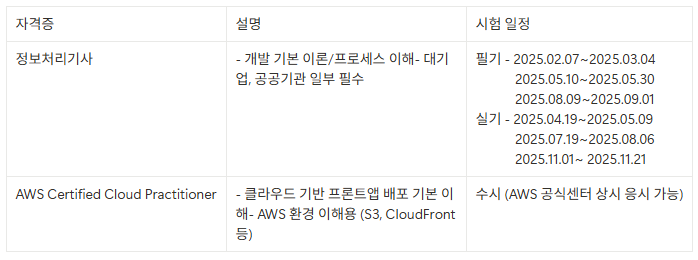 자격증
설명
시험 일정
정보처리기사
- 개발 기본 이론/프로세스 이해- 대기
업, 공공기관 일부 필수
필기 - 2025.02.07~2025.03.04
2025.05.10~2025.05.30
2025.08.09~2025.09.01
실기 - 2025.04.19~2025.05.09
2025.07.19~2025.08.06
2025.11.01~ 2025.11.21
AWS Certified Cloud Practitioner
- 클라우드 기반 프론트앱 배포 기본 이
해- AWS 환경 이해용 (S3, CloudFront
등)
수시 (AWS 공식센터 상시 응시 가능)